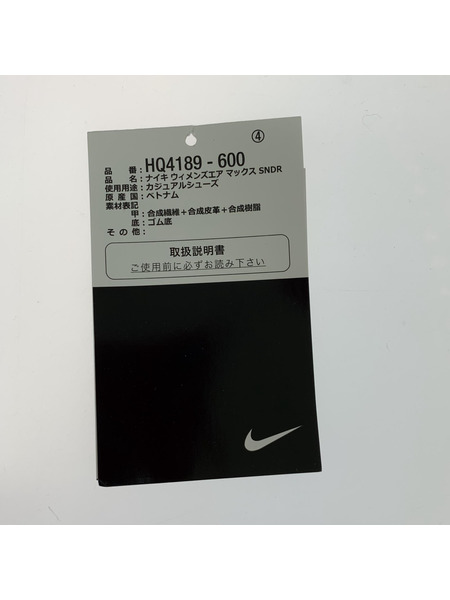 ④
品番：HQ4189 - 600
品名：ナイキ ウィメンズエア マックス SNDR
使用用途：カジュアルシューズ
原産国：ベトナム
素材表記
甲：合成繊維＋合成皮革＋合成樹脂
底：ゴム底
その他：
取扱説明書
ご使用前に必ずお読み下さい